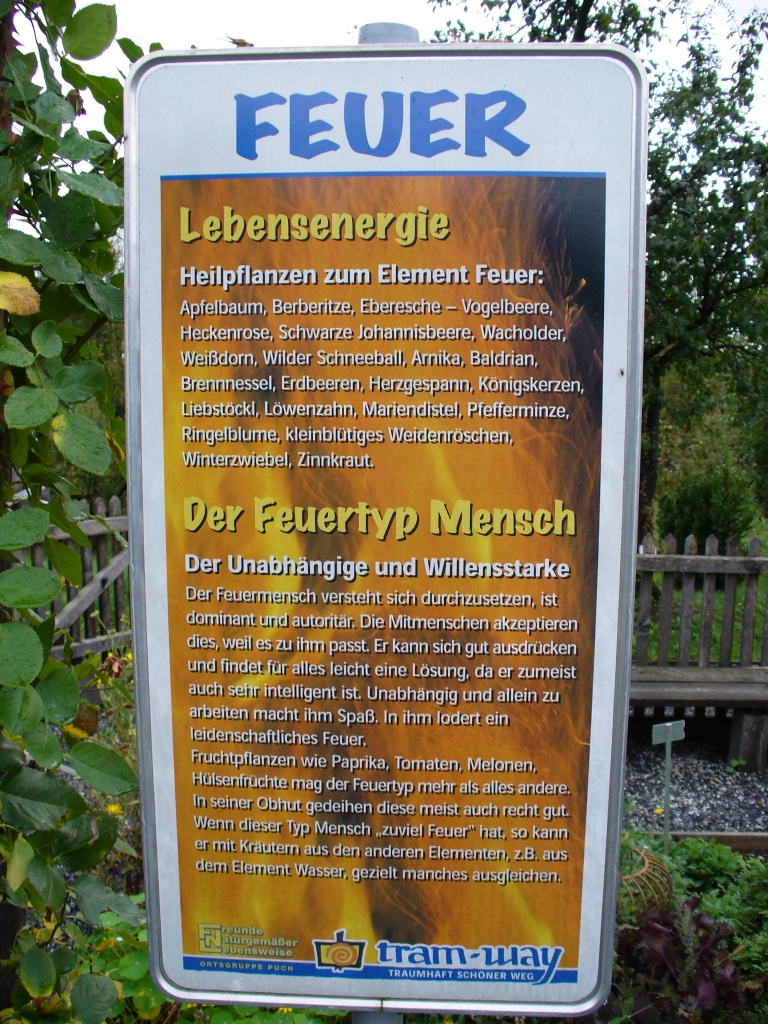 FEUER
Lebensenergie
Heilpflanzen zum Element Feuer:
Apfelbaum, Berberitze, Eberesche – Vogelbeere,
Heckenrose, Schwarze Johannisbeere, Wacholder,
Weißdorn, Wilder Schneeball, Arnika, Baldrian,
Brennnessel, Erdbeeren, Herzgespann, Königskerzen,
Liebstöckl, Löwenzahn, Mariendistel, Pfefferminze,
Ringelblume, kleinblütiges Weidenröschen,
Winterzwiebel, Zinnkraut.
Der Feuertyp Mensch
Der Unabhängige und Willensstarke
Der Feuermensch versteht sich durchzusetzen, ist
dominant und autoritär. Die Mitmenschen akzeptieren
dies, weil es zu ihm passt. Er kann sich gut ausdrücken
und findet für alles leicht eine Lösung, da er zumeist
auch sehr intelligent ist. Unabhängig und allein zu
arbeiten macht ihm Spaß. In ihm lodert ein
leidenschaftliches Feuer.
Fruchtpflanzen wie Paprika, Tomaten, Melonen,
Hülsenfrüchte mag der Feuertyp mehr als alles andere.
In seiner Obhut gedeihen diese meist auch recht gut.
Wenn dieser Typ Mensch „zuviel Feuer" hat, so kann
er mit Kräutern aus den anderen Elementen, z.B. aus
dem Element Wasser, gezielt manches ausgleichen.
Freunde
Naturgemäßer
Lebensweise
ORTSGRUPPE PUCH
tram-way
TRAUMHAFT SCHÖNER WEG